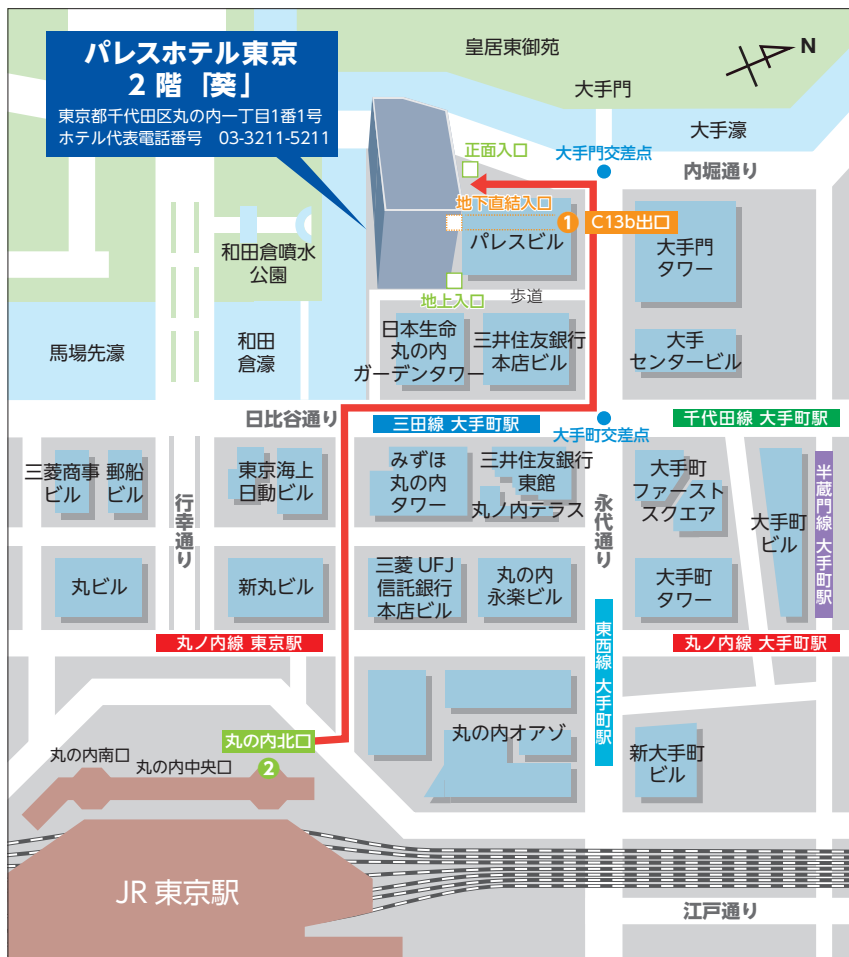 パレスホテル東京
2階「葵」
東京都千代田区丸の内一丁目1番1号
ホテル代表電話番号　03-3211-5211
皇居東御苑
N
大手門
大手濠
正面入口
大手門交差点
内堀通り
地下直結入口
1
C13b出口
パレスビル
大手門
タワー
和田倉噴水
公園
地上入口
歩道
馬場先濠
和田
倉濠
日本生命
丸の内
ガーデンタワー
三井住友銀行
本店ビル
大手
センタービル
日比谷通り
三田線 大手町駅
大手町交差点
千代田線 大手町駅
三菱商事
ビル
郵船
ビル
東京海上
日動ビル
みずほ
丸の内
タワー
三井住友銀行
東館
丸ノ内テラス
大手町
ファースト
スクエア
大手町
ビル
半蔵門線 大手町駅
行幸通り
永代通り
丸ビル
新丸ビル
三菱 UFJ
信託銀行
本店ビル
丸の内
永楽ビル
大手町
タワー
丸ノ内線 東京駅
東西線 大手町駅
丸ノ内線 大手町駅
丸の内北口
2
丸の内南口
丸の内中央口
丸の内オアゾ
新大手町
ビル
JR 東京駅
江戸通り